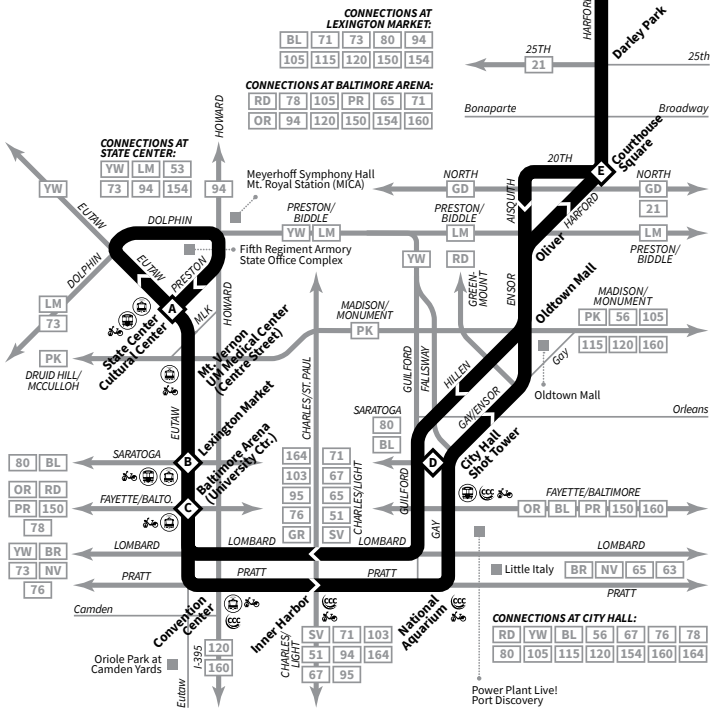 CONNECTIONS AT
LEXINGTON MARKET:
BL 71 73 80 94
105 115 120 150 154
CONNECTIONS AT BALTIMORE ARENA:
RD 78 105 PR 65 71
OR 94 120 150 154 160
HARFORD
Darley Park
25TH
21
25th
Bonaparte
Broadway
CONNECTIONS AT
STATE CENTER:
YW LM 53
73 94 154
HOWARD
94
YW
EUTAW
Meyerhoff Symphony Hall
Mt. Royal Station (MICA)
20TH
E
Courthouse
Square
NORTH
GD
NORTH
GD
21
AISQUITH
HARFORD
DOLPHIN
PRESTON/
BIDDLE
YW LM
PRESTON/
BIDDLE
LM
LM
PRESTON/
BIDDLE
Oliver
Fifth Regiment Armory
State Office Complex
DOLPHIN
EUTAW
PRESTON
YW
RD
GREEN-
MOUNT
ENSOR
Oldtown Mall
LM
73
A
State Center
Cultural Center
MLK
HOWARD
Mt. Vernon
UM Medical Center
(Centre Street)
MADISON/
MONUMENT
PK
MADISON/
MONUMENT
PK 56 105
115 120 160
PK
DRUID HILL/
MCCULLOH
Gay
Oldtown Mall
GUILFORD
FALLSWAY
HILLEN
GAY/ENSOR
CHARLES/ST. PAUL
EUTAW
Lexington Market
Baltimore Arena
(University Ctr.)
SARATOGA
80
BL
Orleans
City Hall
Shot Tower
D
80 BL
SARATOGA
B
164 71
103 67
95 65
76 51
GR SV
CHARLES/LIGHT
GUILFORD
GAY
OR RD
PR 150
78
FAYETTE/BALTO.
C
FAYETTE/BALTIMORE
OR BL PR 150 160
YW BR
73 NV
76
LOMBARD
LOMBARD
LOMBARD
LOMBARD
PRATT
PRATT
PRATT
PRATT
Little Italy
BR NV 65 63
Camden
Convention
Center
Inner Harbor
National
Aquarium
CONNECTIONS AT CITY HALL:
RD YW BL 56 67 76 78
80 105 115 120 154 160 164
Oriole Park at
Camden Yards
I-395
120
160
Eutaw
CHARLES/
LIGHT
SV 71 103
51 94 164
67 95
Power Plant Live!
Port Discovery